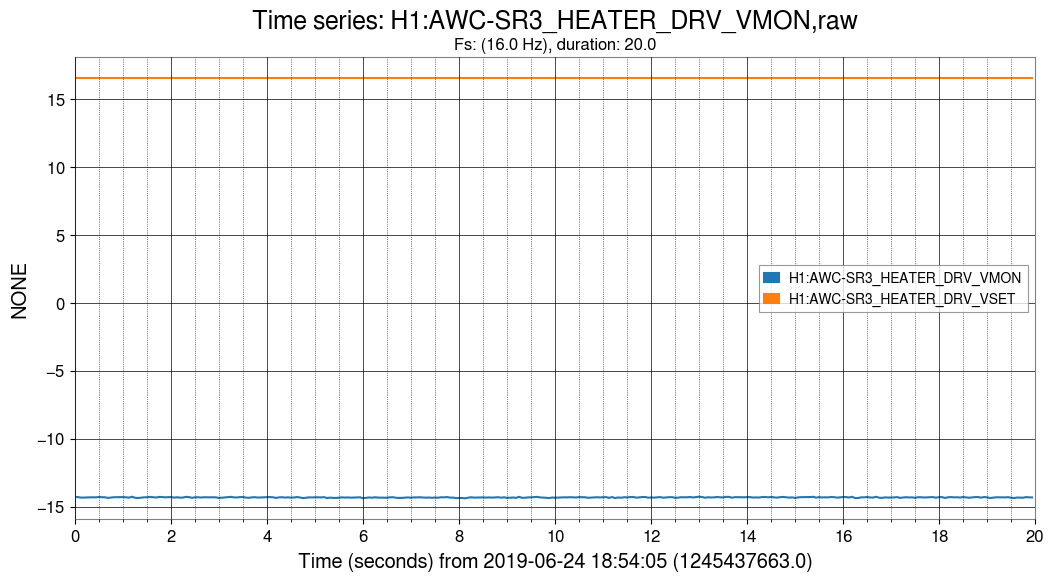 Time series: H1:AWC-SR3_HEATER_DRV_VMON,raw
Fs: (16.0 Hz), duration: 20.0
15
10
5
0
−5
−10
−15
NONE
H1:AWC-SR3_HEATER_DRV_VMON
H1:AWC-SR3_HEATER_DRV_VSET
0 2 4 6 8 10 12 14 16 18 20
Time (seconds) from 2019-06-24 18:54:05 (1245437663.0)